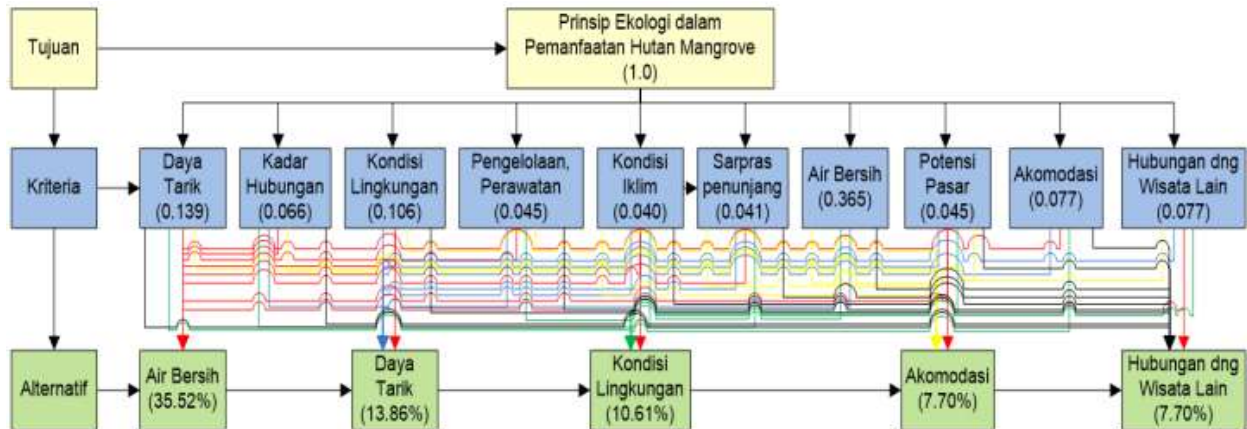 Tujuan
Prinsip Ekologi dalam
Pemanfaatan Hutan Mangrove
(1.0)
Kriteria
Daya
Tarik
(0.139)
Kadar
Hubungan
(0.066)
Kondisi
Lingkungan
(0.106)
Pengelolaan,
Perawatan
(0.045)
Kondisi
Iklim
(0.040)
Sarpras
penunjang
(0.041)
Air Bersih
(0.365)
Potensi
Pasar
(0.045)
Akomodasi
(0.077)
Hubungan dng
Wisata Lain
(0.077)
Alternatif
Air Bersih
(35.52%)
Daya
Tarik
(13.86%)
Kondisi
Lingkungan
(10.61%)
Akomodasi
(7.70%)
Hubungan dng
Wisata Lain
(7.70%)